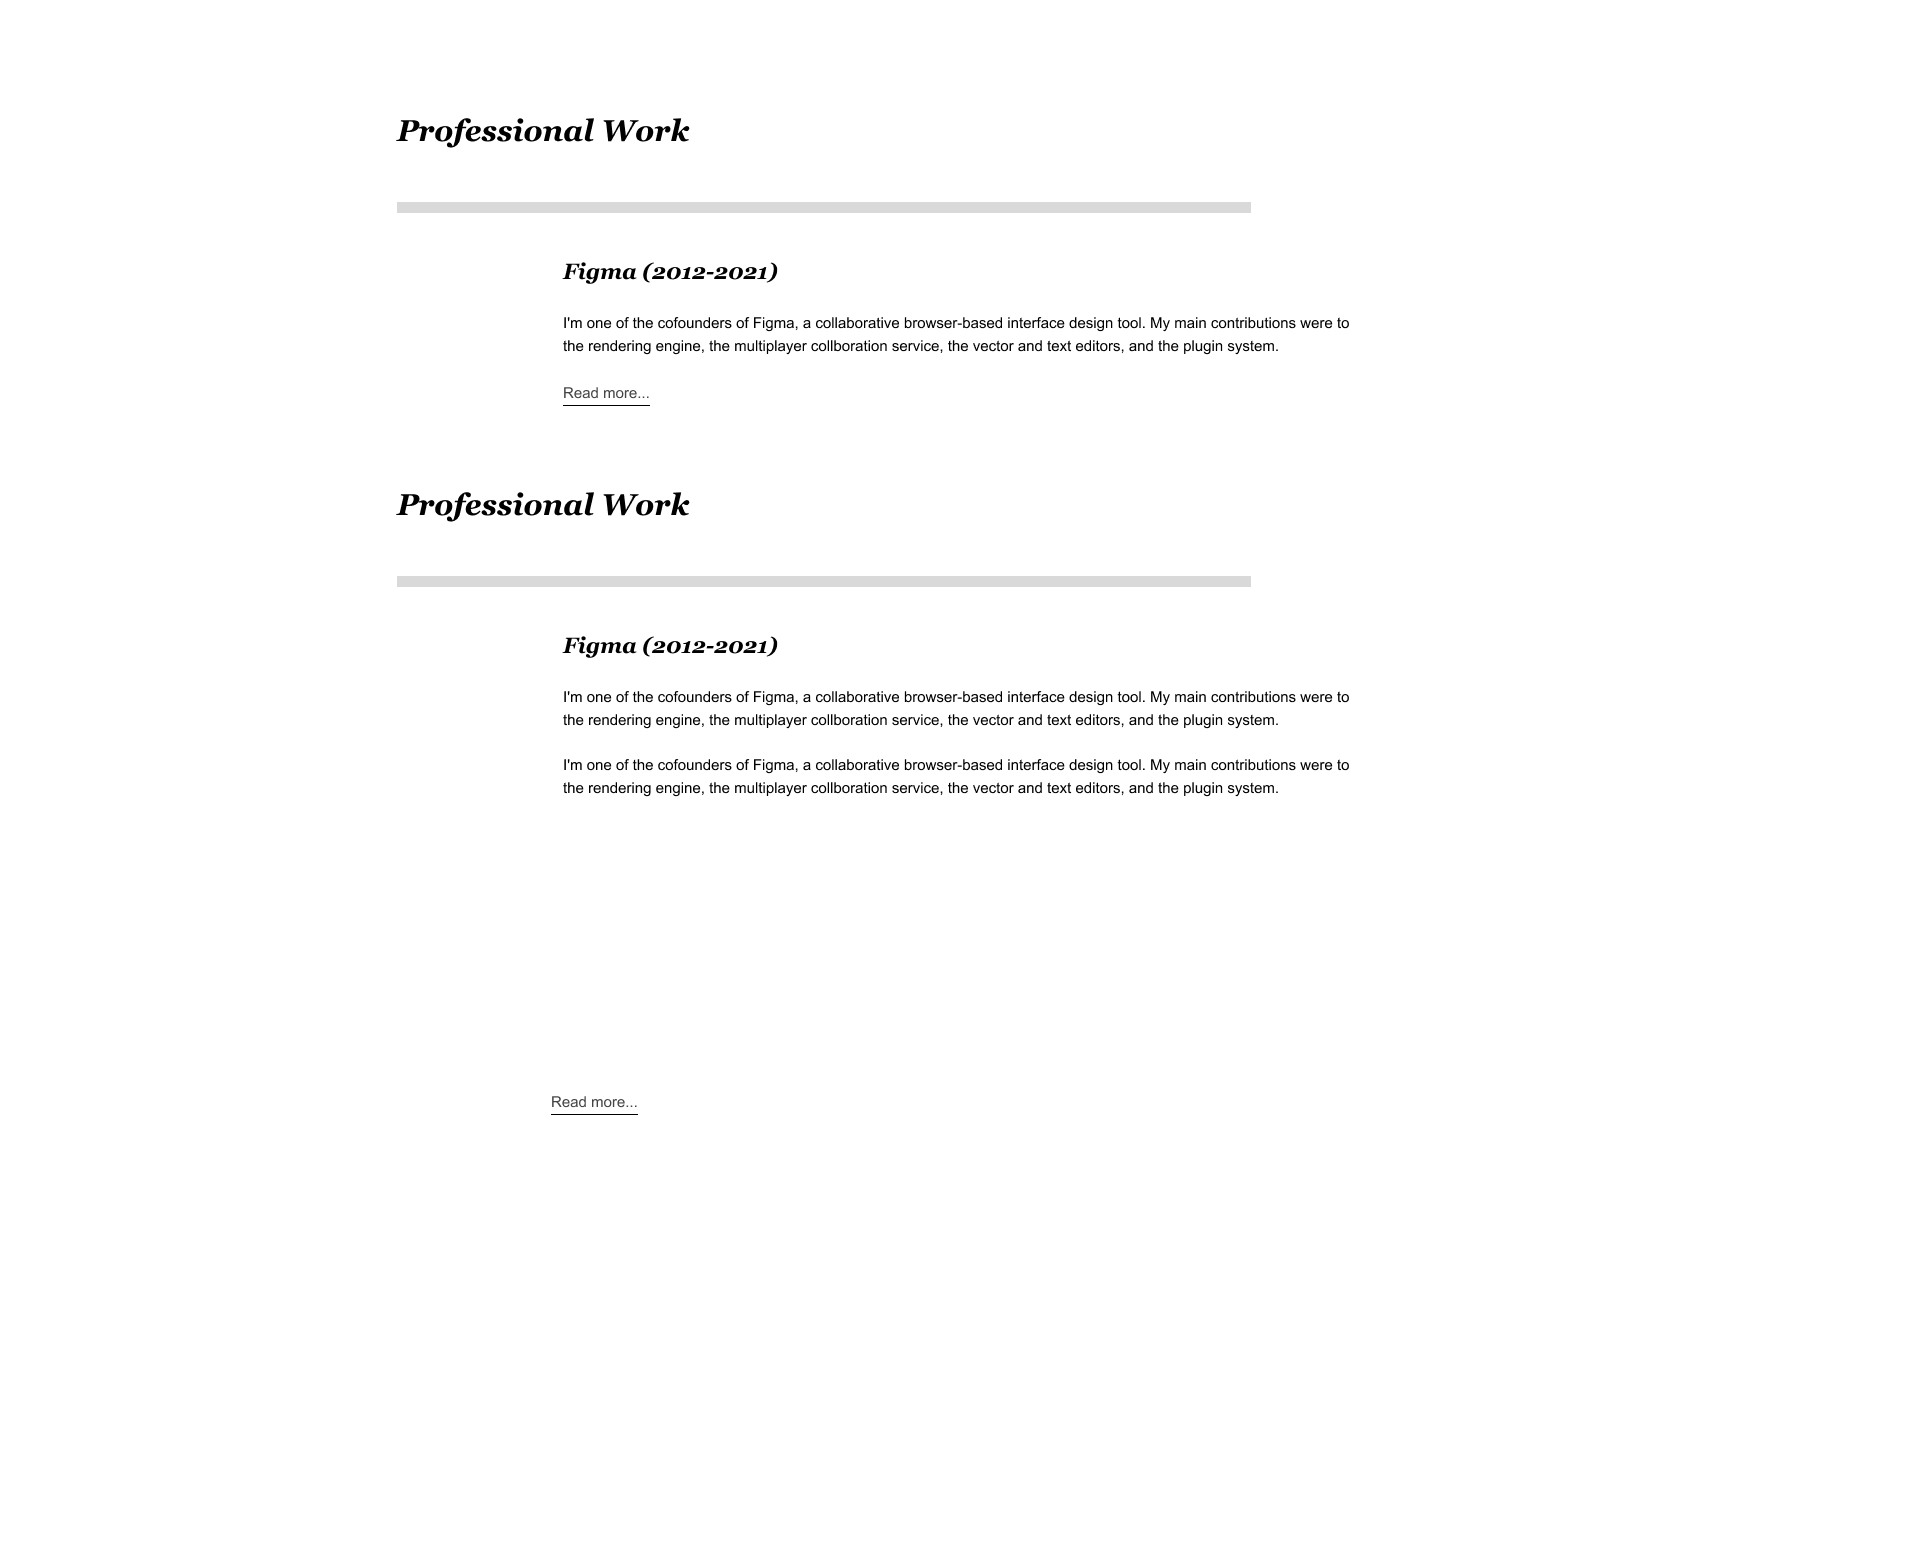 Professional Work
Figma (2012-2021)
I'm one of the cofounders of Figma, a collaborative browser-based interface design tool. My main contributions were to
the rendering engine, the multiplayer collboration service, the vector and text editors, and the plugin system.
Read more...
Professional Work
Figma (2012-2021)
I'm one of the cofounders of Figma, a collaborative browser-based interface design tool. My main contributions were to
the rendering engine, the multiplayer collboration service, the vector and text editors, and the plugin system.
I'm one of the cofounders of Figma, a collaborative browser-based interface design tool. My main contributions were to
the rendering engine, the multiplayer collboration service, the vector and text editors, and the plugin system.
Read more...